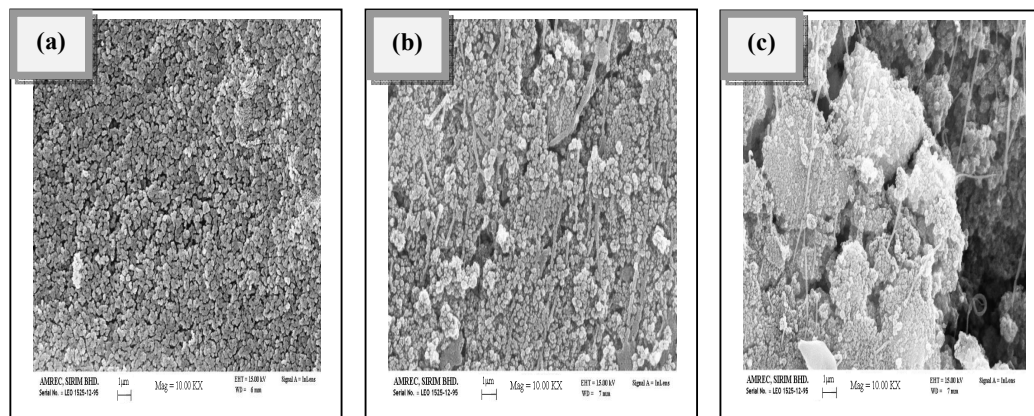 (a)
AMREC, SIRIM BHD.
Serial No. = LEO 1525-12-95
1μm
Mag = 10.00 KX
EHT = 15.00 kV
WD = 6 mm
Signal A = InLens
(b)
AMREC, SIRIM BHD.
Serial No. = LEO 1525-12-95
1μm
Mag = 10.00 KX
EHT = 15.00 kV
WD = 7 mm
Signal A = InLens
(c)
AMREC, SIRIM BHD.
Serial No. = LEO 1525-12-95
1μm
Mag = 10.00 KX
EHT = 15.00 kV
WD = 7 mm
Signal A = InLens